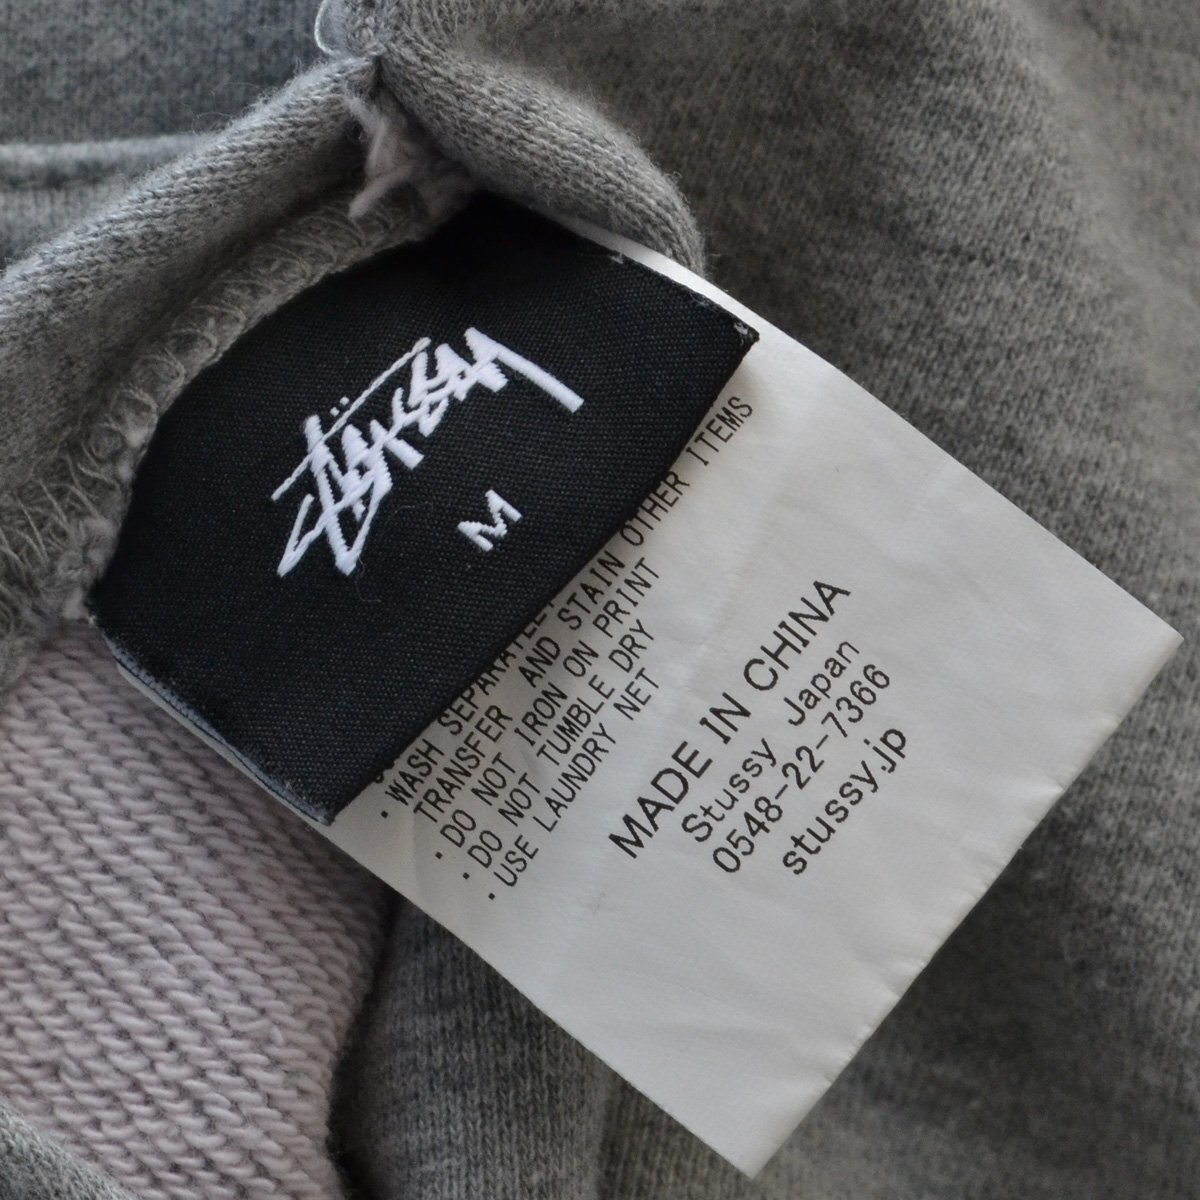 Stüssy
M
· WASH SEPARATELY
TRANSFER AND STAIN OTHER ITEMS
· DO NOT IRON ON PRINT
· DO NOT TUMBLE DRY
· USE LAUNDRY NET
MADE IN CHINA
Stussy Japan
0548-22-7366
stussy.jp